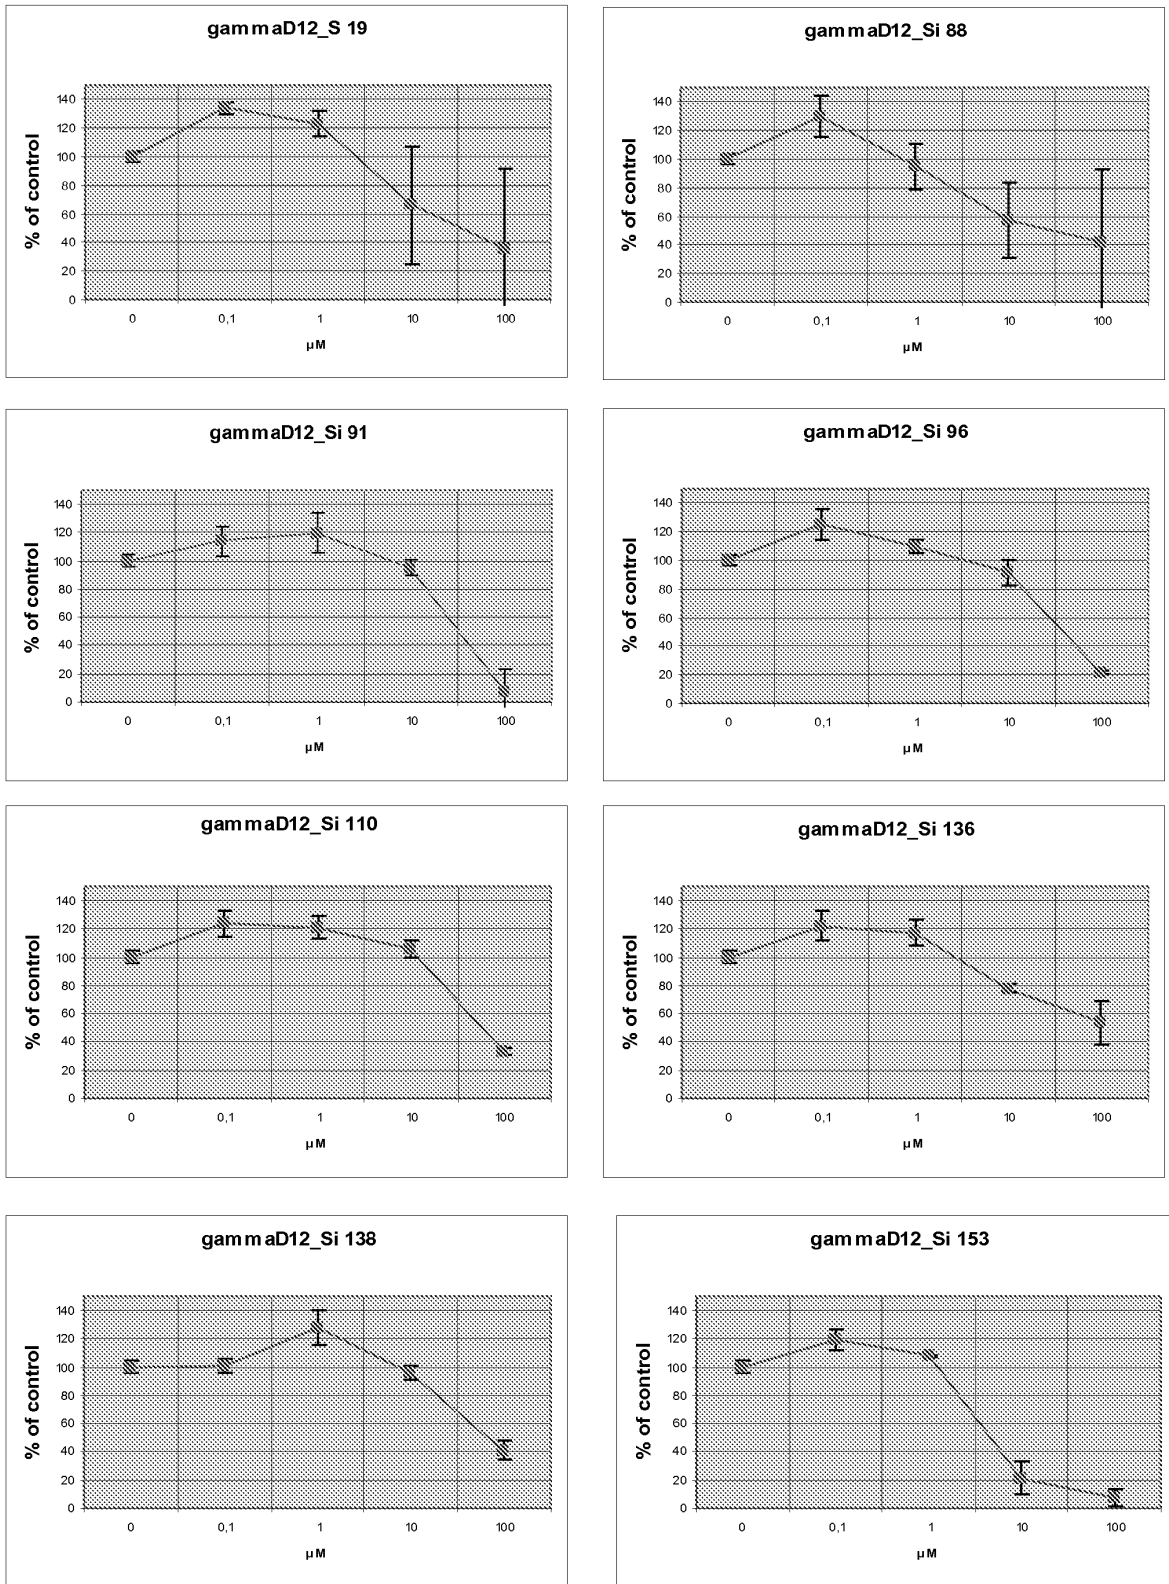 gammaD12_S 19
% of control
140
120
100
80
60
40
20
0
0 0,1 1 10 100
µM
gammaD12_Si 88
% of control
140
120
100
80
60
40
20
0
0 0,1 1 10 100
µM
gammaD12_Si 91
% of control
140
120
100
80
60
40
20
0
0 0,1 1 10 100
µM
gammaD12_Si 96
% of control
140
120
100
80
60
40
20
0
0 0,1 1 10 100
µM
gammaD12_Si 110
% of control
140
120
100
80
60
40
20
0
0 0,1 1 10 100
µM
gammaD12_Si 136
% of control
140
120
100
80
60
40
20
0
0 0,1 1 10 100
µM
gammaD12_Si 138
% of control
140
120
100
80
60
40
20
0
0 0,1 1 10 100
µM
gammaD12_Si 153
% of control
140
120
100
80
60
40
20
0
0 0,1 1 10 100
µM